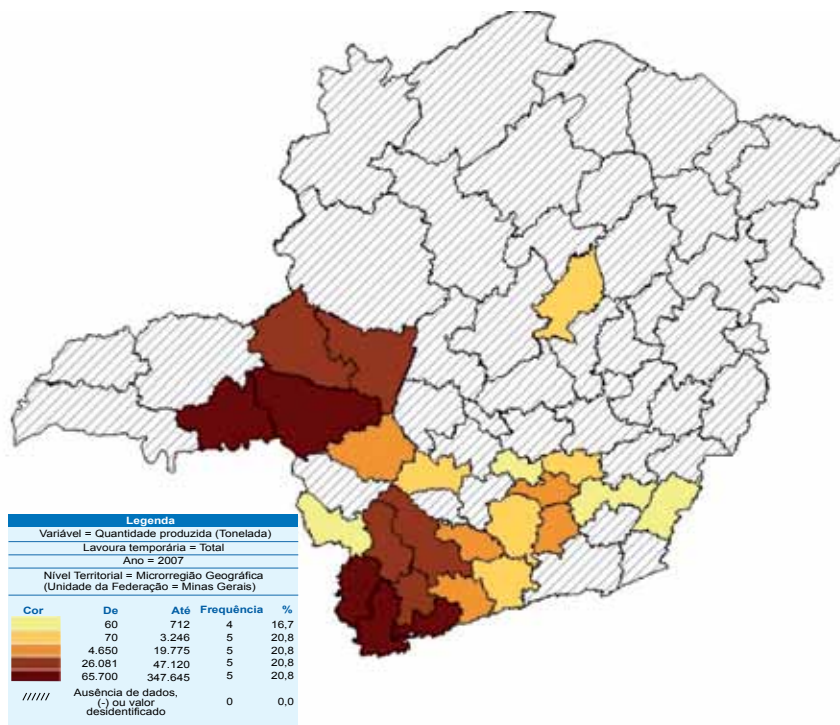 Legenda
Variável = Quantidade produzida (Tonelada)
Lavoura temporária = Total
Ano = 2007
Nível Territorial = Microrregião Geográfica
(Unidade da Federação = Minas Gerais)
Cor De Até Frequência %
60 712 4 16,7
70 3.246 5 20,8
4.650 19.775 5 20,8
26.081 47.120 5 20,8
65.700 347.645 5 20,8
Ausência de dados,
(-) ou valor 0 0,0
desidentificado